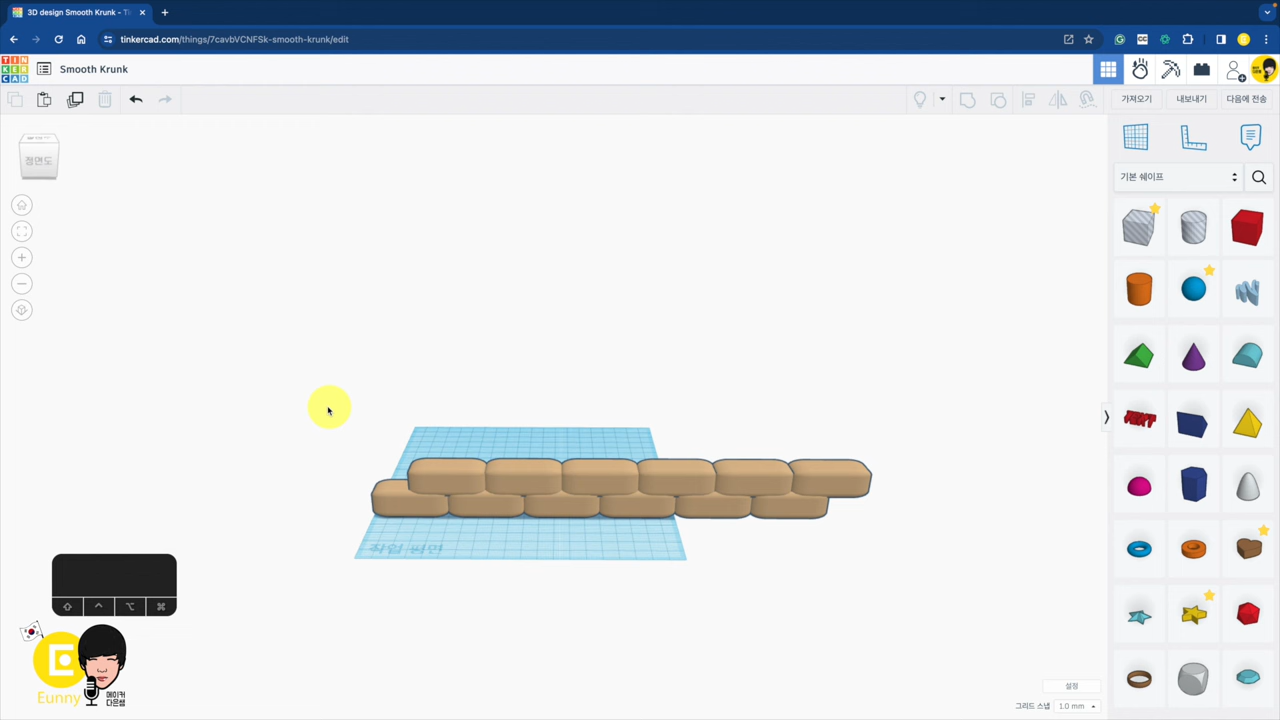 3D design Smooth Krunk - Ti
tinkercad.com/things/7cavbVCNFSk-smooth-krunk/edit
TIN
KER
CAD
Smooth Krunk
가져오기
내보내기
다음에 전송
정면도
기본 쉐이프
작업 평면
Eunny
메이커
다은쌤
설정
그리드 스냅
1.0 mm